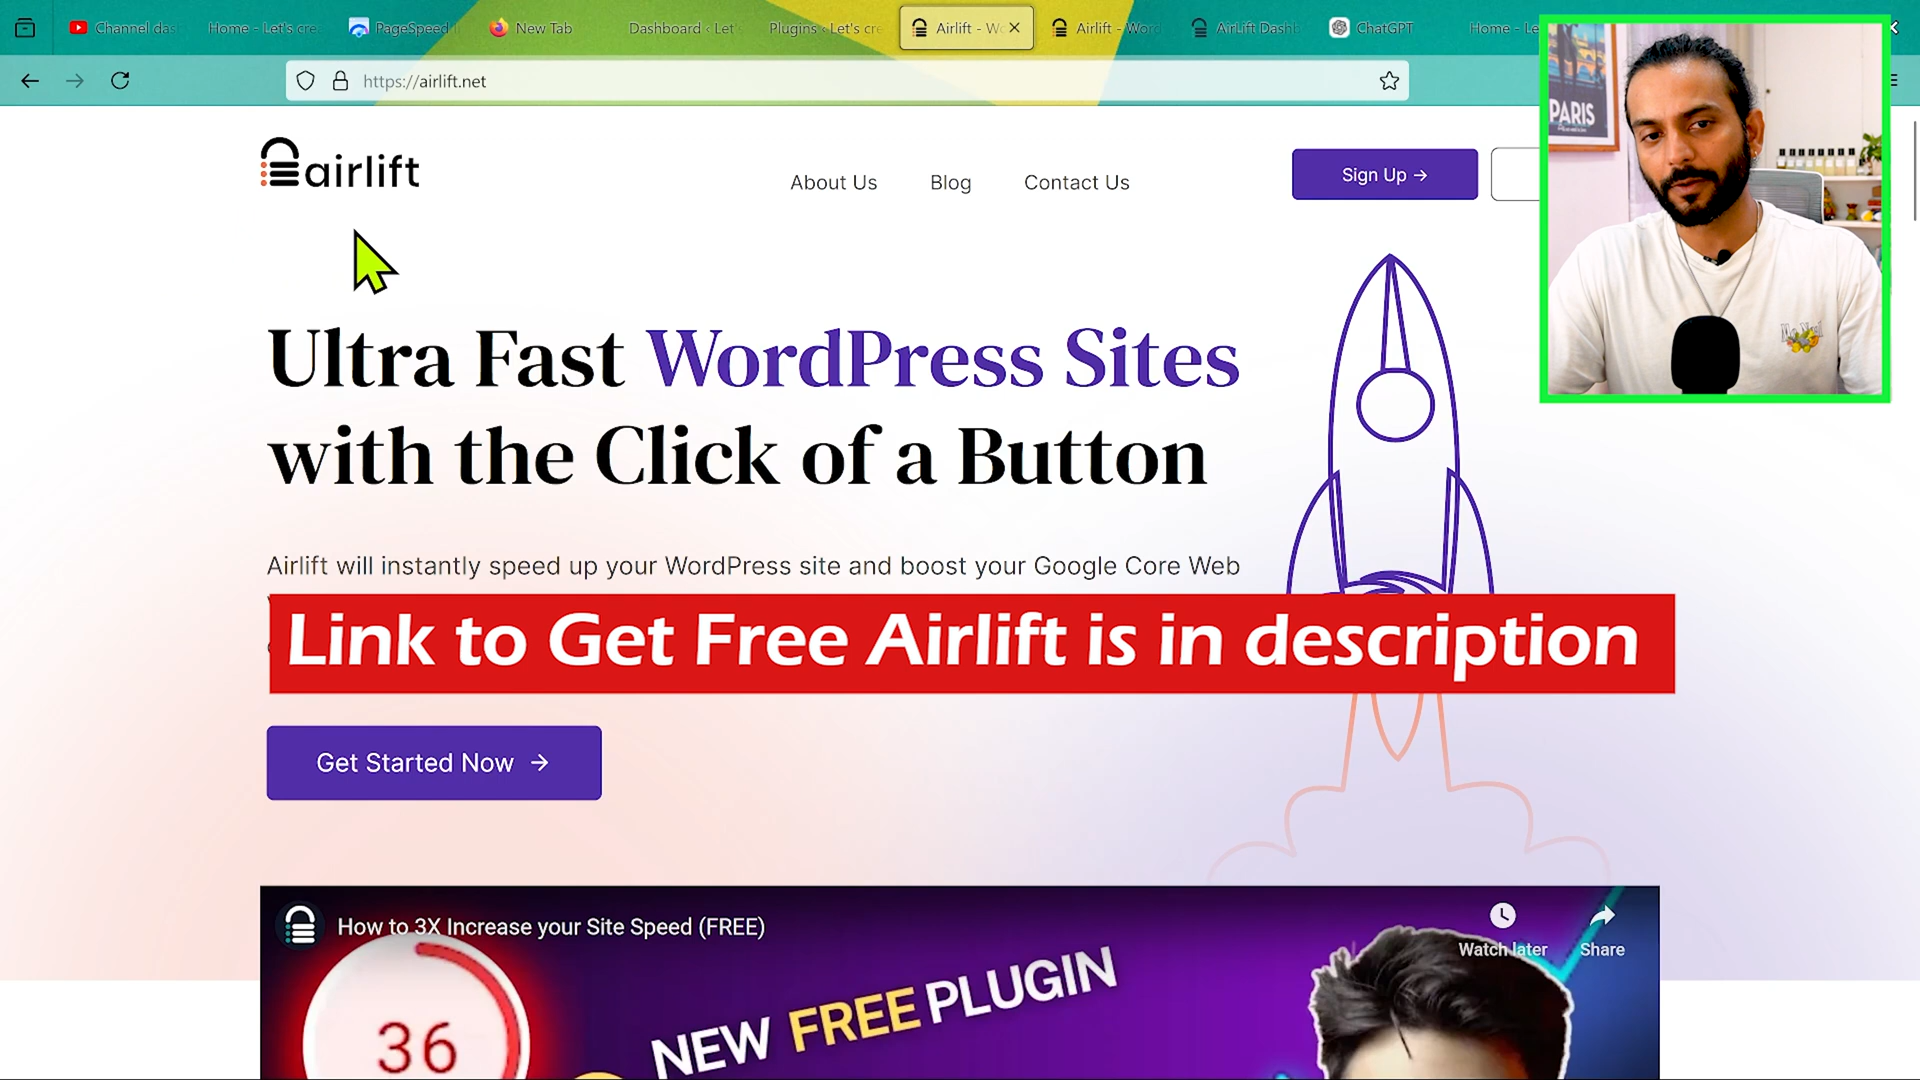 Channel das
Home - Let's cre
PageSpeed I
New Tab
Dashboard ‹ Let's
Plugins ‹ Let's cre
Airlift - Wo
Airlift - Word
AirLift Dashb
ChatGPT
Home - Le
https://airlift.net
PARIS
airlift
About Us
Blog
Contact Us
Sign Up →
Ultra Fast WordPress Sites
with the Click of a Button
Airlift will instantly speed up your WordPress site and boost your Google Core Web
Link to Get Free Airlift is in description
Get Started Now →
How to 3X Increase your Site Speed (FREE)
Watch later
Share
36
NEW FREE PLUGIN